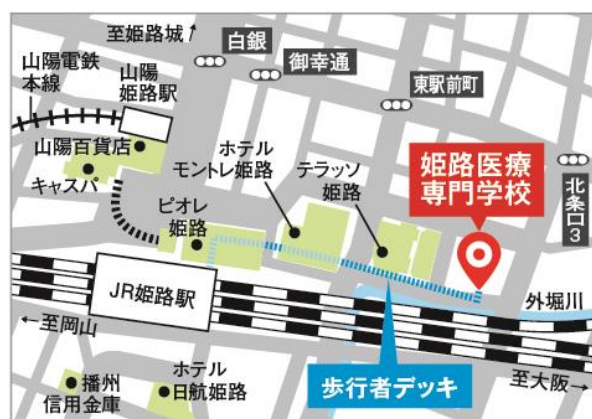 至姫路城
白銀
御幸通
東駅前町
山陽電鉄
本線
山陽
姫路駅
山陽百貨店
キャスパ
ホテル
モントレ姫路
テラッソ
姫路
姫路医療
専門学校
北条口3
ピオレ
姫路
JR姫路駅
外堀川
←至岡山
播州
信用金庫
ホテル
日航姫路
歩行者デッキ
至大阪→